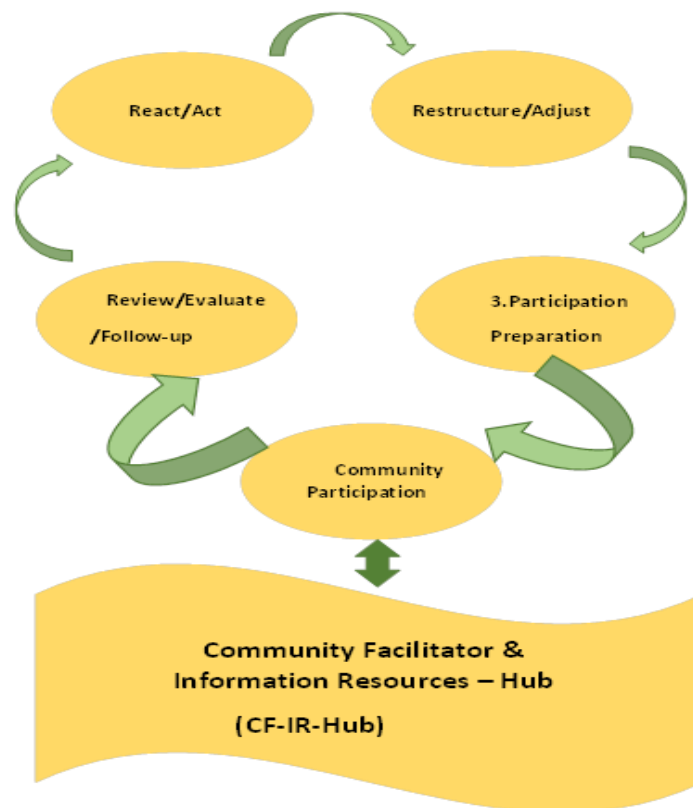 React/Act
Restructure/Adjust
Review/Evaluate
/Follow-up
3.Participation
Preparation
Community
Participation
Community Facilitator &
Information Resources – Hub
(CF-IR-Hub)